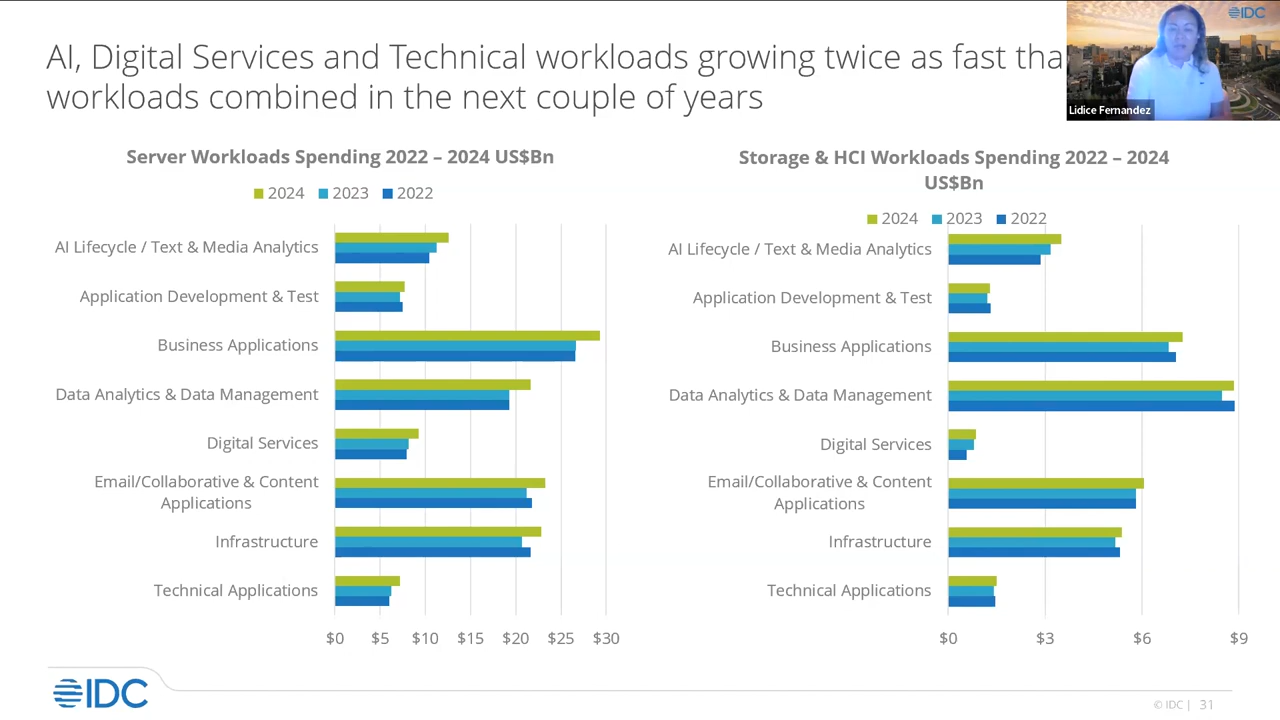 AI, Digital Services and Technical workloads growing twice as fast tha
workloads combined in the next couple of years
IDC
Lidice Fernandez
Server Workloads Spending 2022 – 2024 US$Bn
2024 2023 2022
AI Lifecycle / Text & Media Analytics
Application Development & Test
Business Applications
Data Analytics & Data Management
Digital Services
Email/Collaborative & Content
Applications
Infrastructure
Technical Applications
$0 $5 $10 $15 $20 $25 $30
Storage & HCI Workloads Spending 2022 – 2024
US$Bn
2024 2023 2022
AI Lifecycle / Text & Media Analytics
Application Development & Test
Business Applications
Data Analytics & Data Management
Digital Services
Email/Collaborative & Content
Applications
Infrastructure
Technical Applications
$0 $3 $6 $9
IDC
© IDC | 31